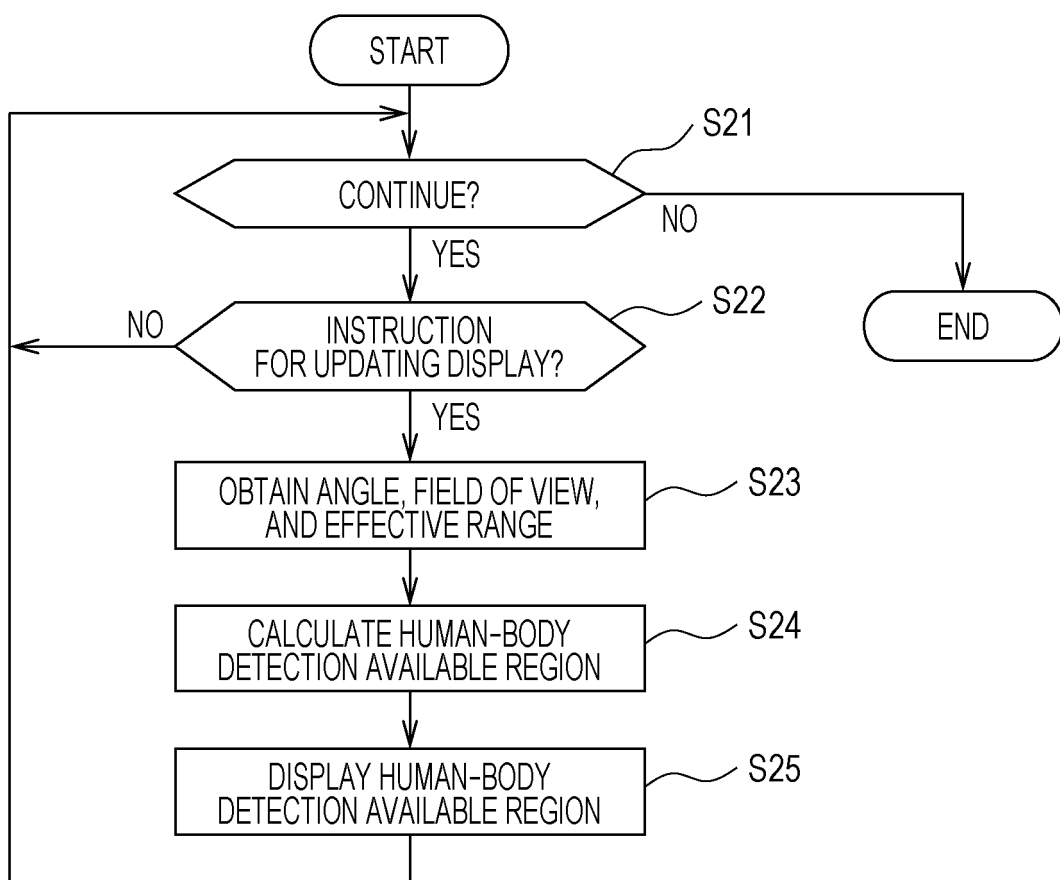 START
S21
CONTINUE?
NO
YES
S22
NO
INSTRUCTION
FOR UPDATING DISPLAY?
END
YES
S23
OBTAIN ANGLE, FIELD OF VIEW,
AND EFFECTIVE RANGE
S24
CALCULATE HUMAN-BODY
DETECTION AVAILABLE REGION
S25
DISPLAY HUMAN-BODY
DETECTION AVAILABLE REGION